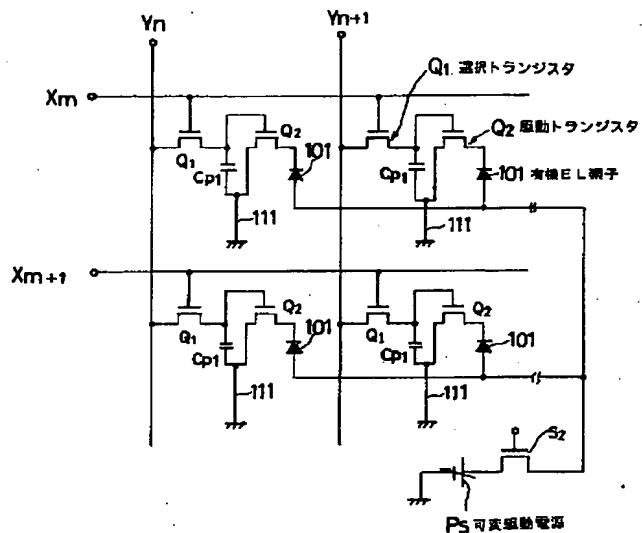 Yn
Yn+1
Q1 選択トランジスタ
Xm
Q2 駆動トランジスタ
Q1
Cp1
Q2
101
111
Cp1
101 有機EL素子
111
Xm+1
Q1
Cp1
Q2
101
111
Q1
Cp1
Q2
101
111
S2
Ps 可変駆動電源